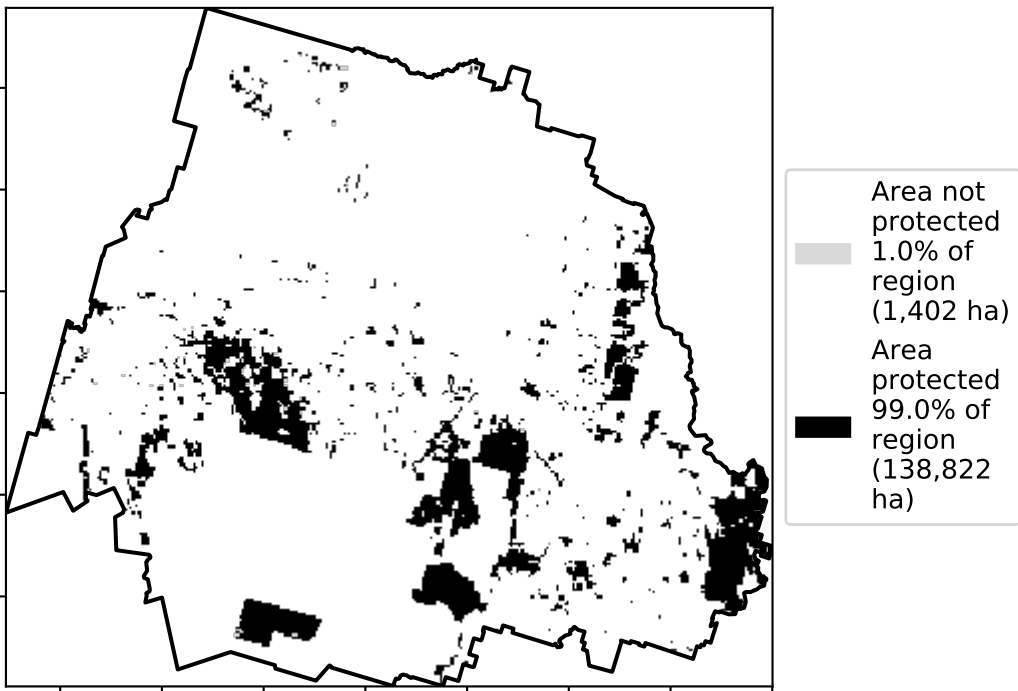 Area not
protected
1.0% of
region
(1,402 ha)
Area
protected
99.0% of
region
(138,822
ha)